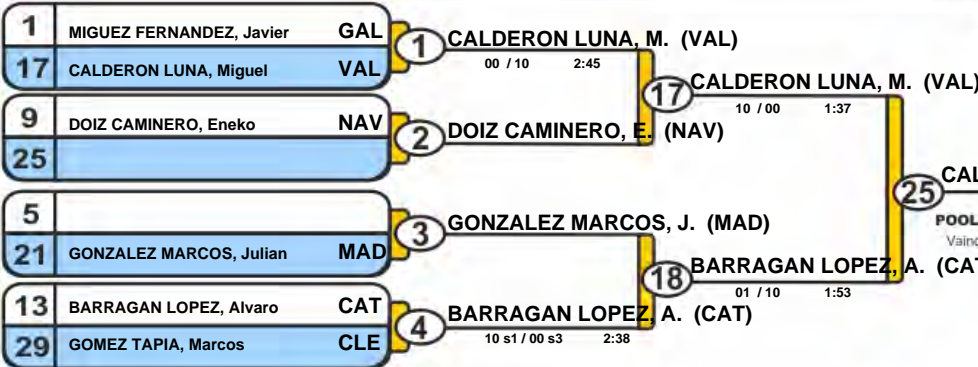 1 MIGUEZ FERNANDEZ, Javier GAL
17 CALDERON LUNA, Miguel VAL
1 CALDERON LUNA, M. (VAL)
00 / 10 2:45
9 DOIZ CAMINERO, Eneko NAV
25
2 DOIZ CAMINERO, E. (NAV)
17 CALDERON LUNA, M. (VAL)
10 / 00 1:37
5
21 GONZALEZ MARCOS, Julian MAD
3 GONZALEZ MARCOS, J. (MAD)
13 BARRAGAN LOPEZ, Alvaro CAT
29 GOMEZ TAPIA, Marcos CLE
4 BARRAGAN LOPEZ, A. (CAT)
10 s1 / 00 s3 2:38
18 BARRAGAN LOPEZ, A. (CAT
01 / 10 1:53
25 CAL
POOL
Vainq